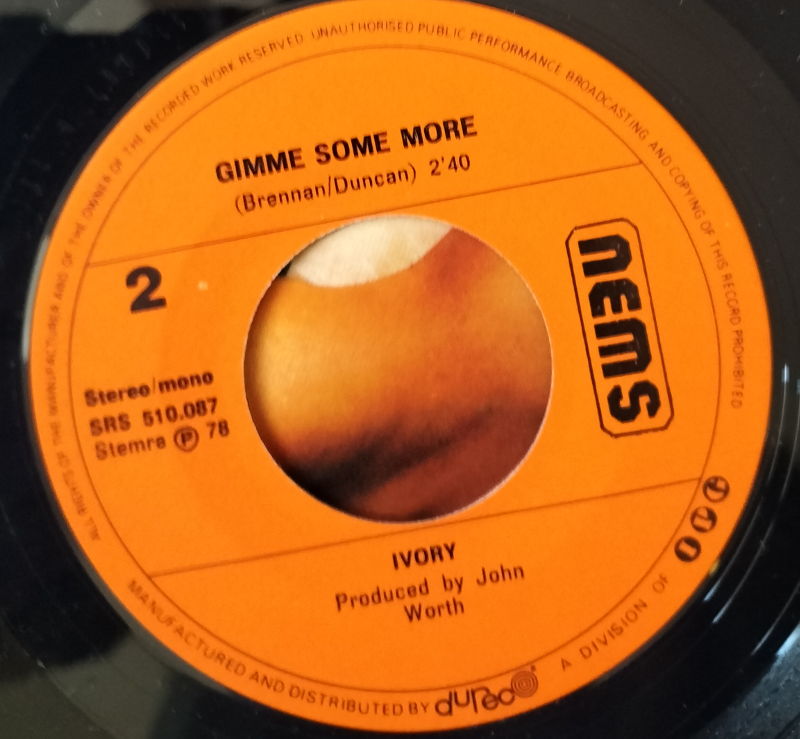 ALL RIGHTS OF THE MANUFACTURER AND OF THE OWNER OF THE RECORDED WORK RESERVED. UNAUTHORISED PUBLIC PERFORMANCE BROADCASTING AND COPYING OF THIS RECORD PROHIBITED
GIMME SOME MORE
(Brennan/Duncan) 2'40
2
nems
Stereo/mono
SRS 510.087
Stemra Ⓟ 78
IVORY
Produced by John
Worth
MANUFACTURED AND DISTRIBUTED BY dureco A DIVISION OF